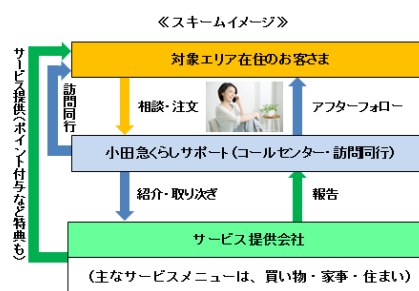 ≪スキームイメージ≫
対象エリア在住のお客さま
サービス提供(ポイント付与など特典も)
訪問同行
相談・注文
アフターフォロー
小田急くらしサポート(コールセンター・訪問同行)
紹介・取り次ぎ
報告
サービス提供会社
(主なサービスメニューは、買い物・家事・住まい)